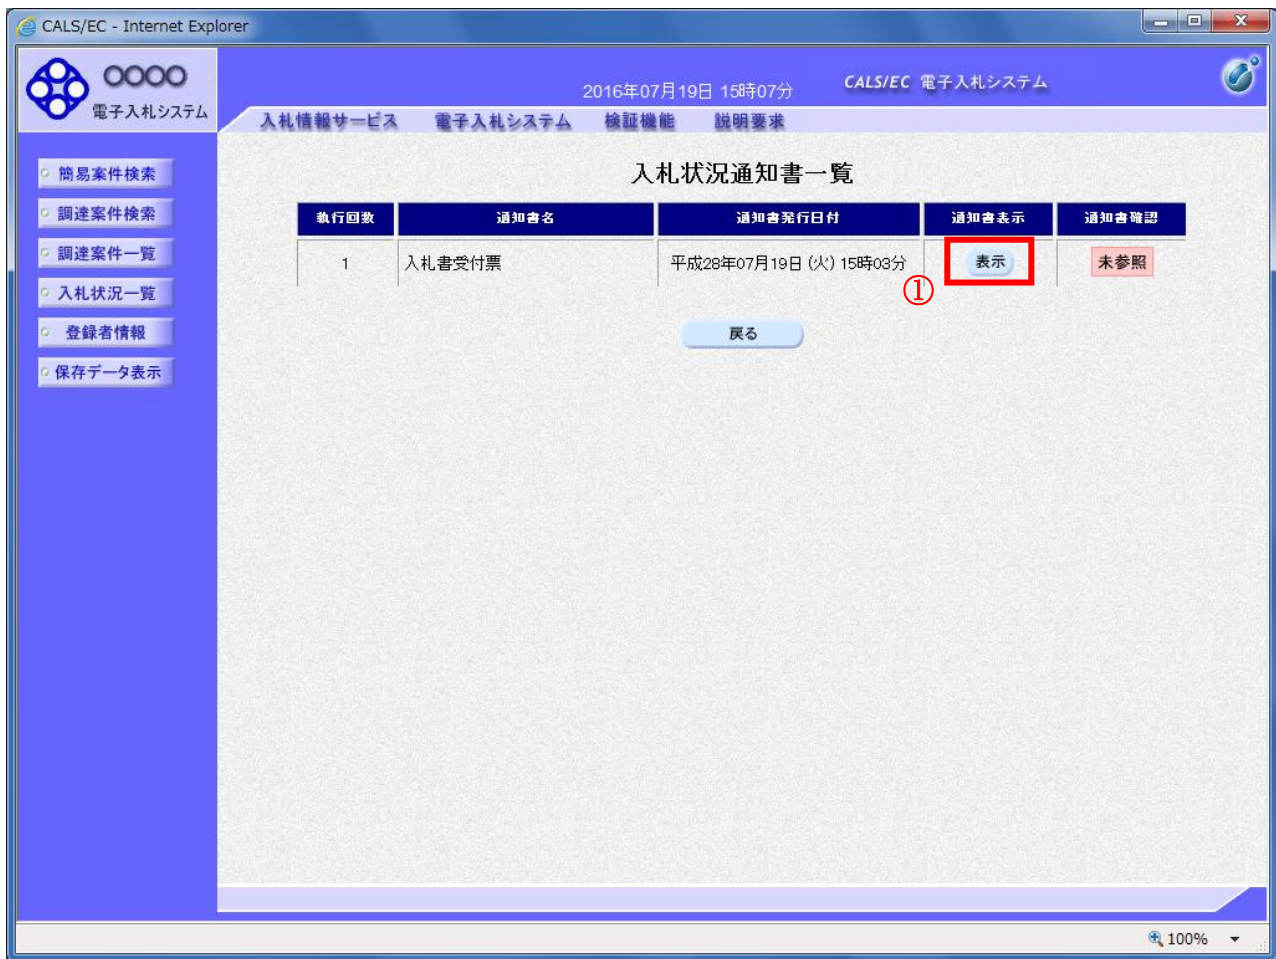 CALS/EC - Internet Explorer
○○○○
電子入札システム
2016年07月19日 15時07分
CALS/EC 電子入札システム
入札情報サービス 電子入札システム 検証機能 説明要求
簡易案件検索
調達案件検索
調達案件一覧
入札状況一覧
登録者情報
保存データ表示
入札状況通知書一覧
執行回数 通知書名 通知書発行日付 通知書表示 通知書確認
1 入札書受付票 平成28年07月19日 (火) 15時03分 表示 未参照
①
戻る
100%